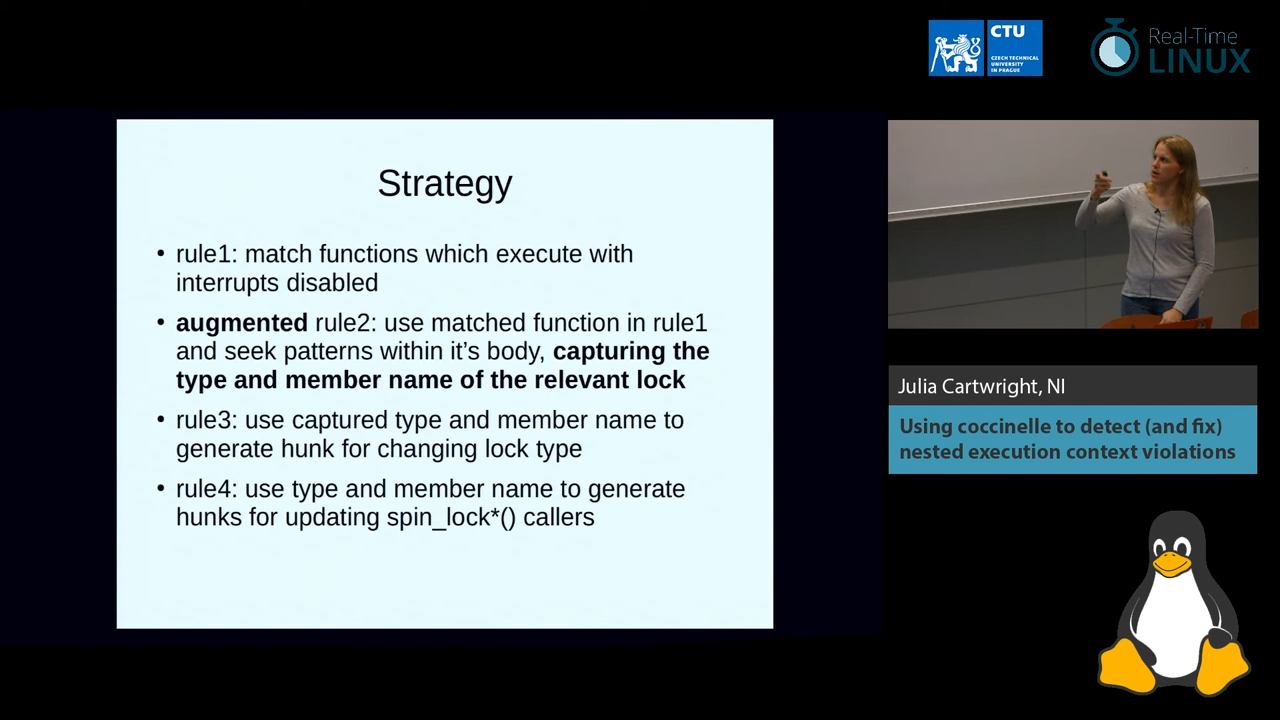 CTU
CZECH TECHNICAL
UNIVERSITY
IN PRAGUE
Real-Time
LINUX
Strategy
• rule1: match functions which execute with
interrupts disabled
• augmented rule2: use matched function in rule1
and seek patterns within it’s body, capturing the
type and member name of the relevant lock
• rule3: use captured type and member name to
generate hunk for changing lock type
• rule4: use type and member name to generate
hunks for updating spin_lock*() callers
Julia Cartwright, NI
Using coccinelle to detect (and fix)
nested execution context violations